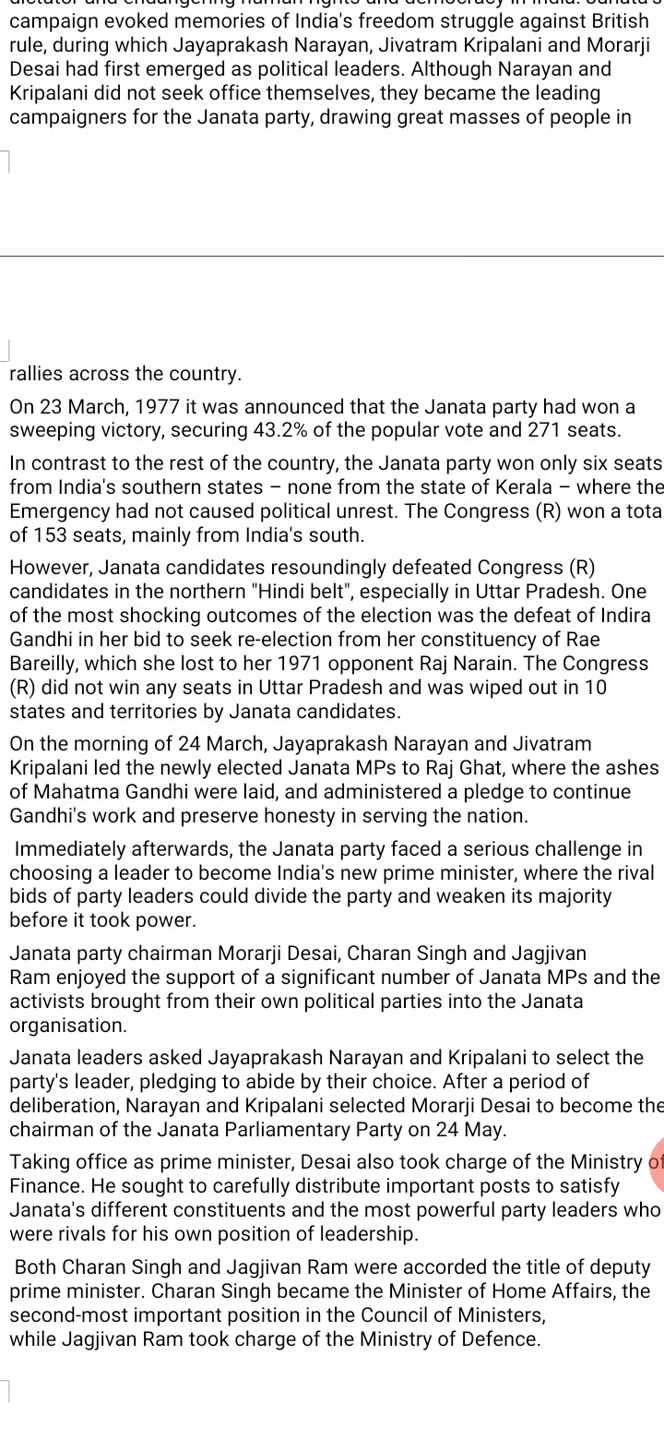 campaign evoked memories of India's freedom struggle against British
rule, during which Jayaprakash Narayan, Jivatram Kripalani and Morarji
Desai had first emerged as political leaders. Although Narayan and
Kripalani did not seek office themselves, they became the leading
campaigners for the Janata party, drawing great masses of people in
rallies across the country.
On 23 March, 1977 it was announced that the Janata party had won a
sweeping victory, securing 43.2% of the popular vote and 271 seats.
In contrast to the rest of the country, the Janata party won only six seats
from India's southern states – none from the state of Kerala – where the
Emergency had not caused political unrest. The Congress (R) won a tota
of 153 seats, mainly from India's south.
However, Janata candidates resoundingly defeated Congress (R)
candidates in the northern "Hindi belt", especially in Uttar Pradesh. One
of the most shocking outcomes of the election was the defeat of Indira
Gandhi in her bid to seek re-election from her constituency of Rae
Bareilly, which she lost to her 1971 opponent Raj Narain. The Congress
(R) did not win any seats in Uttar Pradesh and was wiped out in 10
states and territories by Janata candidates.
On the morning of 24 March, Jayaprakash Narayan and Jivatram
Kripalani led the newly elected Janata MPs to Raj Ghat, where the ashes
of Mahatma Gandhi were laid, and administered a pledge to continue
Gandhi's work and preserve honesty in serving the nation.
Immediately afterwards, the Janata party faced a serious challenge in
choosing a leader to become India's new prime minister, where the rival
bids of party leaders could divide the party and weaken its majority
before it took power.
Janata party chairman Morarji Desai, Charan Singh and Jagjivan
Ram enjoyed the support of a significant number of Janata MPs and the
activists brought from their own political parties into the Janata
organisation.
Janata leaders asked Jayaprakash Narayan and Kripalani to select the
party's leader, pledging to abide by their choice. After a period of
deliberation, Narayan and Kripalani selected Morarji Desai to become the
chairman of the Janata Parliamentary Party on 24 May.
Taking office as prime minister, Desai also took charge of the Ministry of
Finance. He sought to carefully distribute important posts to satisfy
Janata's different constituents and the most powerful party leaders who
were rivals for his own position of leadership.
Both Charan Singh and Jagjivan Ram were accorded the title of deputy
prime minister. Charan Singh became the Minister of Home Affairs, the
second-most important position in the Council of Ministers,
while Jagjivan Ram took charge of the Ministry of Defence.